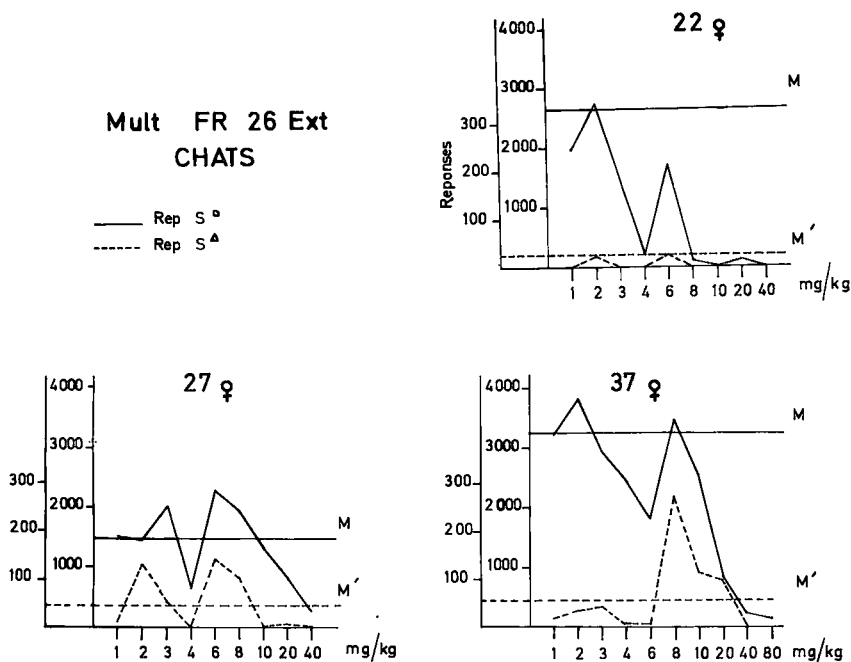 Mult FR 26 Ext
CHATS
Rep S D
Rep S Δ
22 ♀
4000
3000
2000
1000
300
200
100
Reponses
M
M′
1 2 3 4 6 8 10 20 40 mg/kg
27 ♀
4000
3000
2000
1000
300
200
100
M
M′
1 2 3 4 6 8 10 20 40 mg/kg
37 ♀
4000
3000
2000
1000
300
200
100
M
M′
1 2 3 4 6 8 10 20 40 80 mg/kg